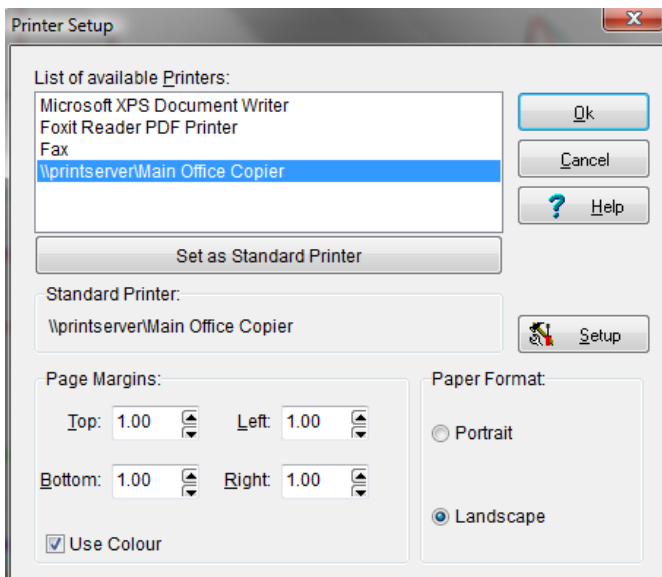 Printer Setup
X
List of available Printers:
Microsoft XPS Document Writer
Foxit Reader PDF Printer
Fax
\\printserver\Main Office Copier
Ok
Cancel
? Help
Set as Standard Printer
Standard Printer:
\\printserver\Main Office Copier
Setup
Page Margins:
Top: 1.00 Left: 1.00
Bottom: 1.00 Right: 1.00
Use Colour
Paper Format:
Portrait
Landscape